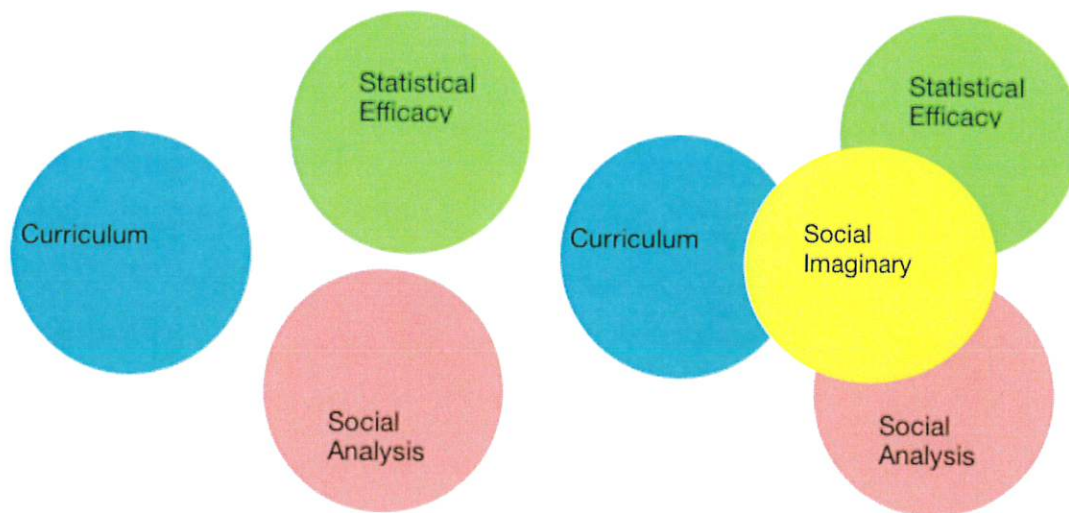 Statistical
Efficacy
Curriculum
Social
Analysis
Statistical
Efficacy
Curriculum
Social
Imaginary
Social
Analysis